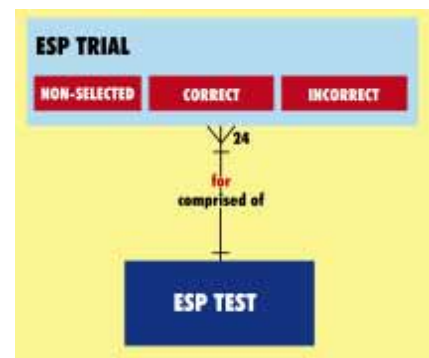 ESP TRIAL
NON-SELECTED CORRECT INCORRECT
24
for
comprised of
ESP TEST